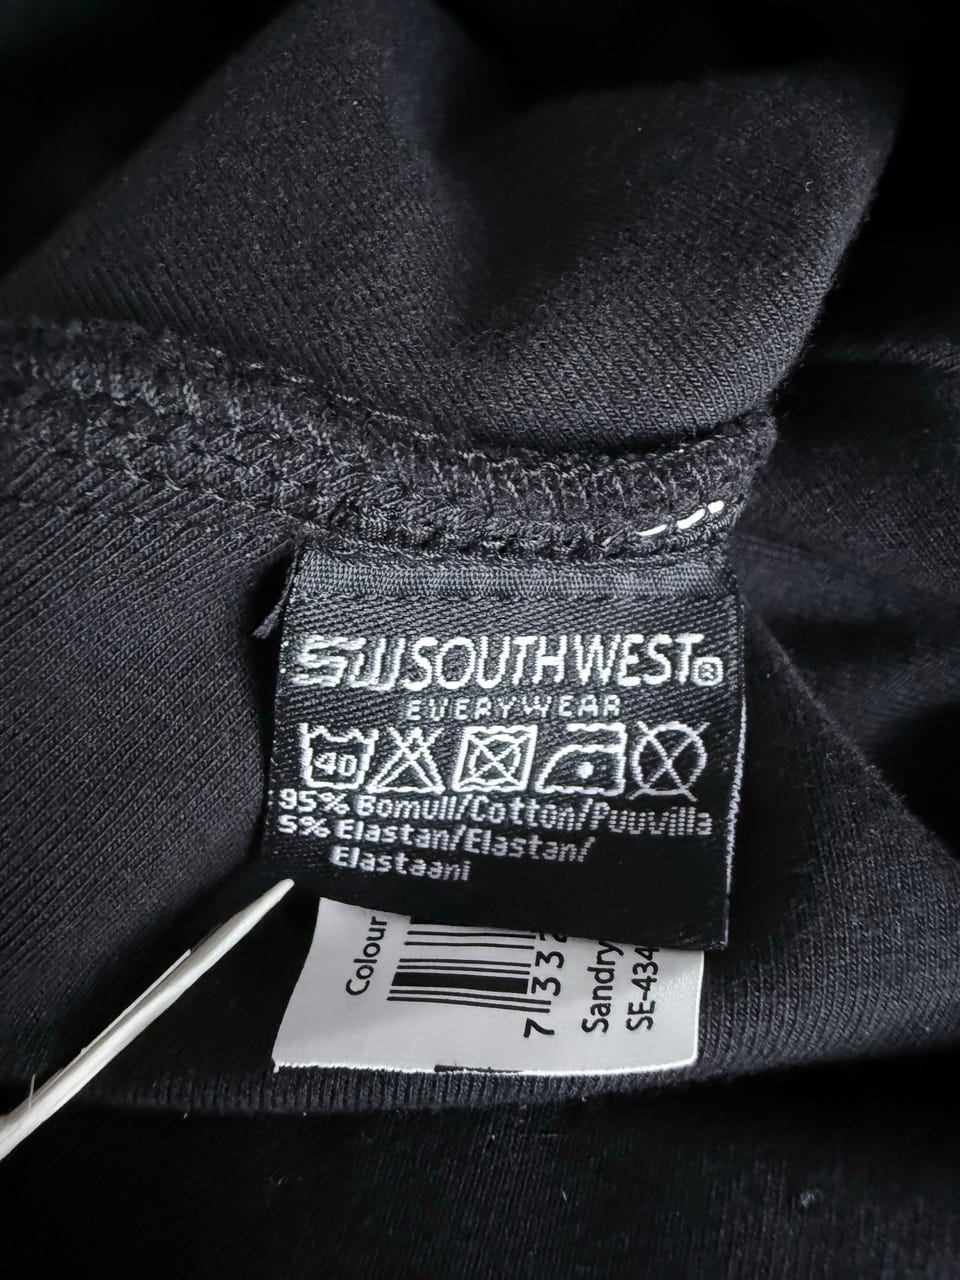 SW SOUTHWEST®
EVERYWEAR
40
95% Bomull/Cotton/Puuvilla
5% Elastan/Elastan/
Elastaani
Colour
7 33
Sandry
SE-434